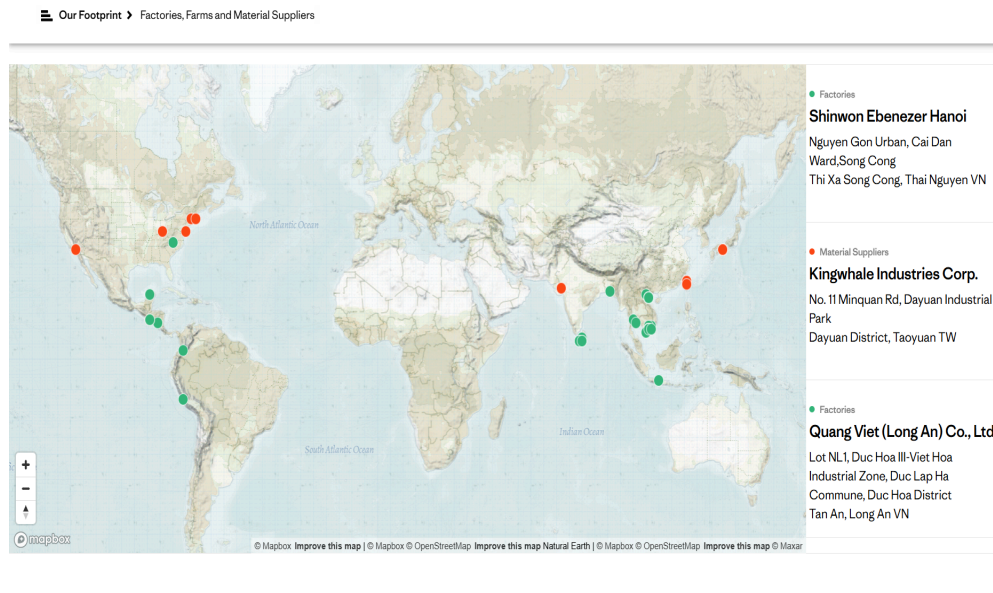 Our Footprint > Factories, Farms and Material Suppliers
North Atlantic Ocean
South Atlantic Ocean
Indian Ocean
+
−
mapbox
© Mapbox Improve this map | © Mapbox © OpenStreetMap Improve this map Natural Earth | © Mapbox © OpenStreetMap Improve this map © Maxar
Factories
Shinwon Ebenezer Hanoi
Nguyen Gon Urban, Cai Dan
Ward,Song Cong
Thi Xa Song Cong, Thai Nguyen VN
Material Suppliers
Kingwhale Industries Corp.
No. 11 Minquan Rd, Dayuan Industrial
Park
Dayuan District, Taoyuan TW
Factories
Quang Viet (Long An) Co., Ltd
Lot NL1, Duc Hoa III-Viet Hoa
Industrial Zone, Duc Lap Ha
Commune, Duc Hoa District
Tan An, Long An VN